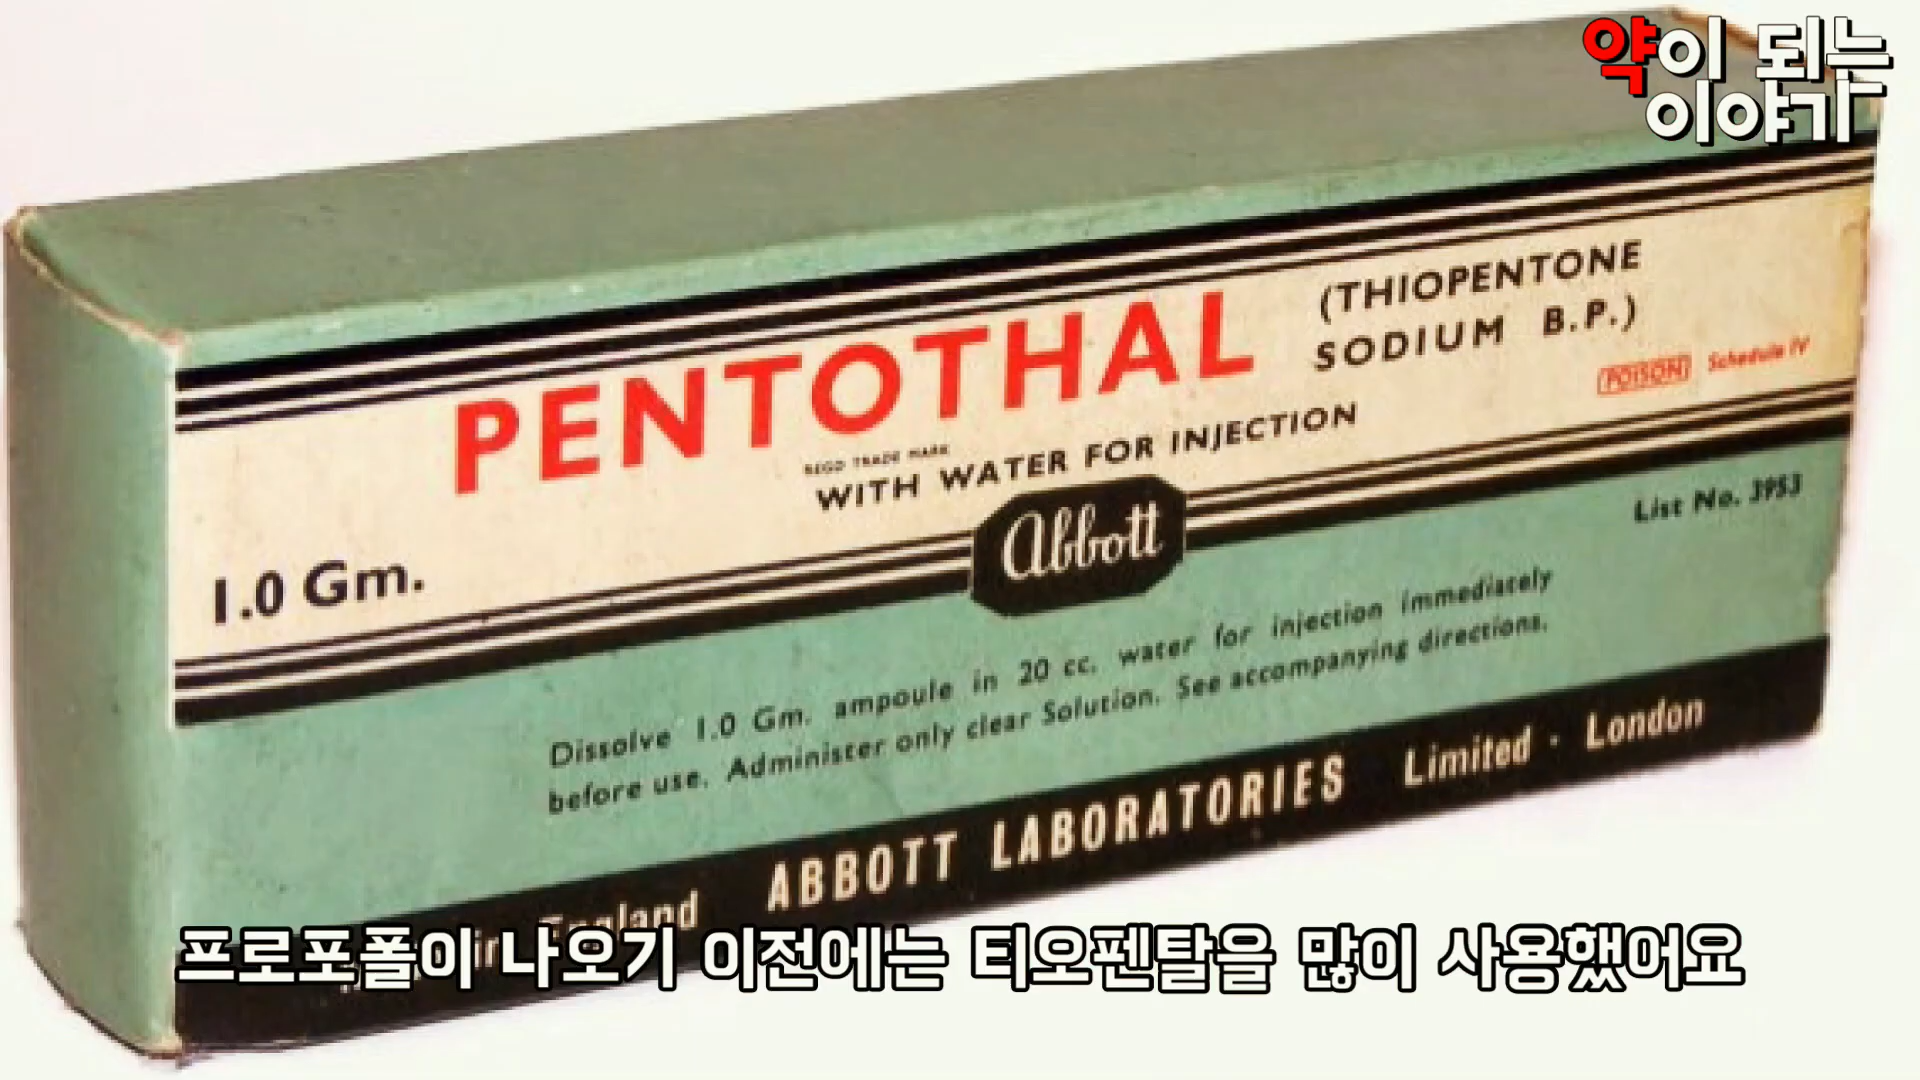 약이 되는
이야기
PENTOTHAL
(THIOPENTONE
SODIUM B.P.)
POISON Schedule IV
REGD TRADE MARK
WITH WATER FOR INJECTION
1.0 Gm.
Abbott
List No. 3953
Dissolve 1.0 Gm. ampoule in 20 cc. water for injection immediately
before use. Administer only clear Solution. See accompanying directions.
in England ABBOTT LABORATORIES Limited · London
프로포폴이 나오기 이전에는 티오펜탈을 많이 사용했어요